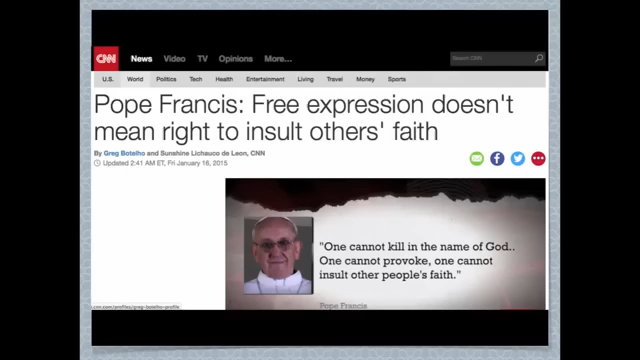 CNN
News Video TV Opinions More...
Search CNN
U.S. World Politics Tech Health Entertainment Living Travel Money Sports
Pope Francis: Free expression doesn't
mean right to insult others' faith
By Greg Botelho and Sunshine Lichauco de Leon, CNN
Updated 2:41 AM ET, Fri January 16, 2015
"One cannot kill in the name of God..
One cannot provoke, one cannot
insult other people's faith."
Pope Francis
cnn.com/profiles/greg-botelho-profile